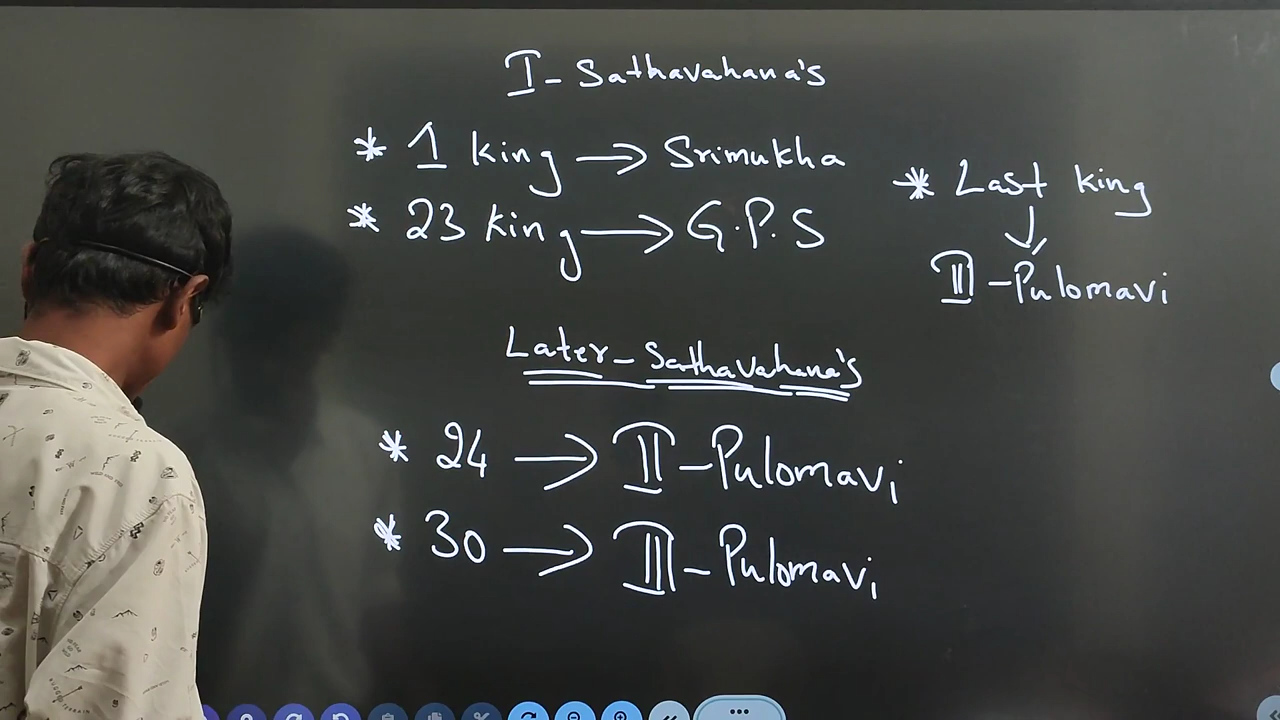 I - Sathavahana's
* 1 king → Srimukha
* 23 king → G.P.S
* Last king
↓
II - Pulomavi
Later - Sathavahana's
* 24 → II - Pulomavi
* 30 → III - Pulomavi